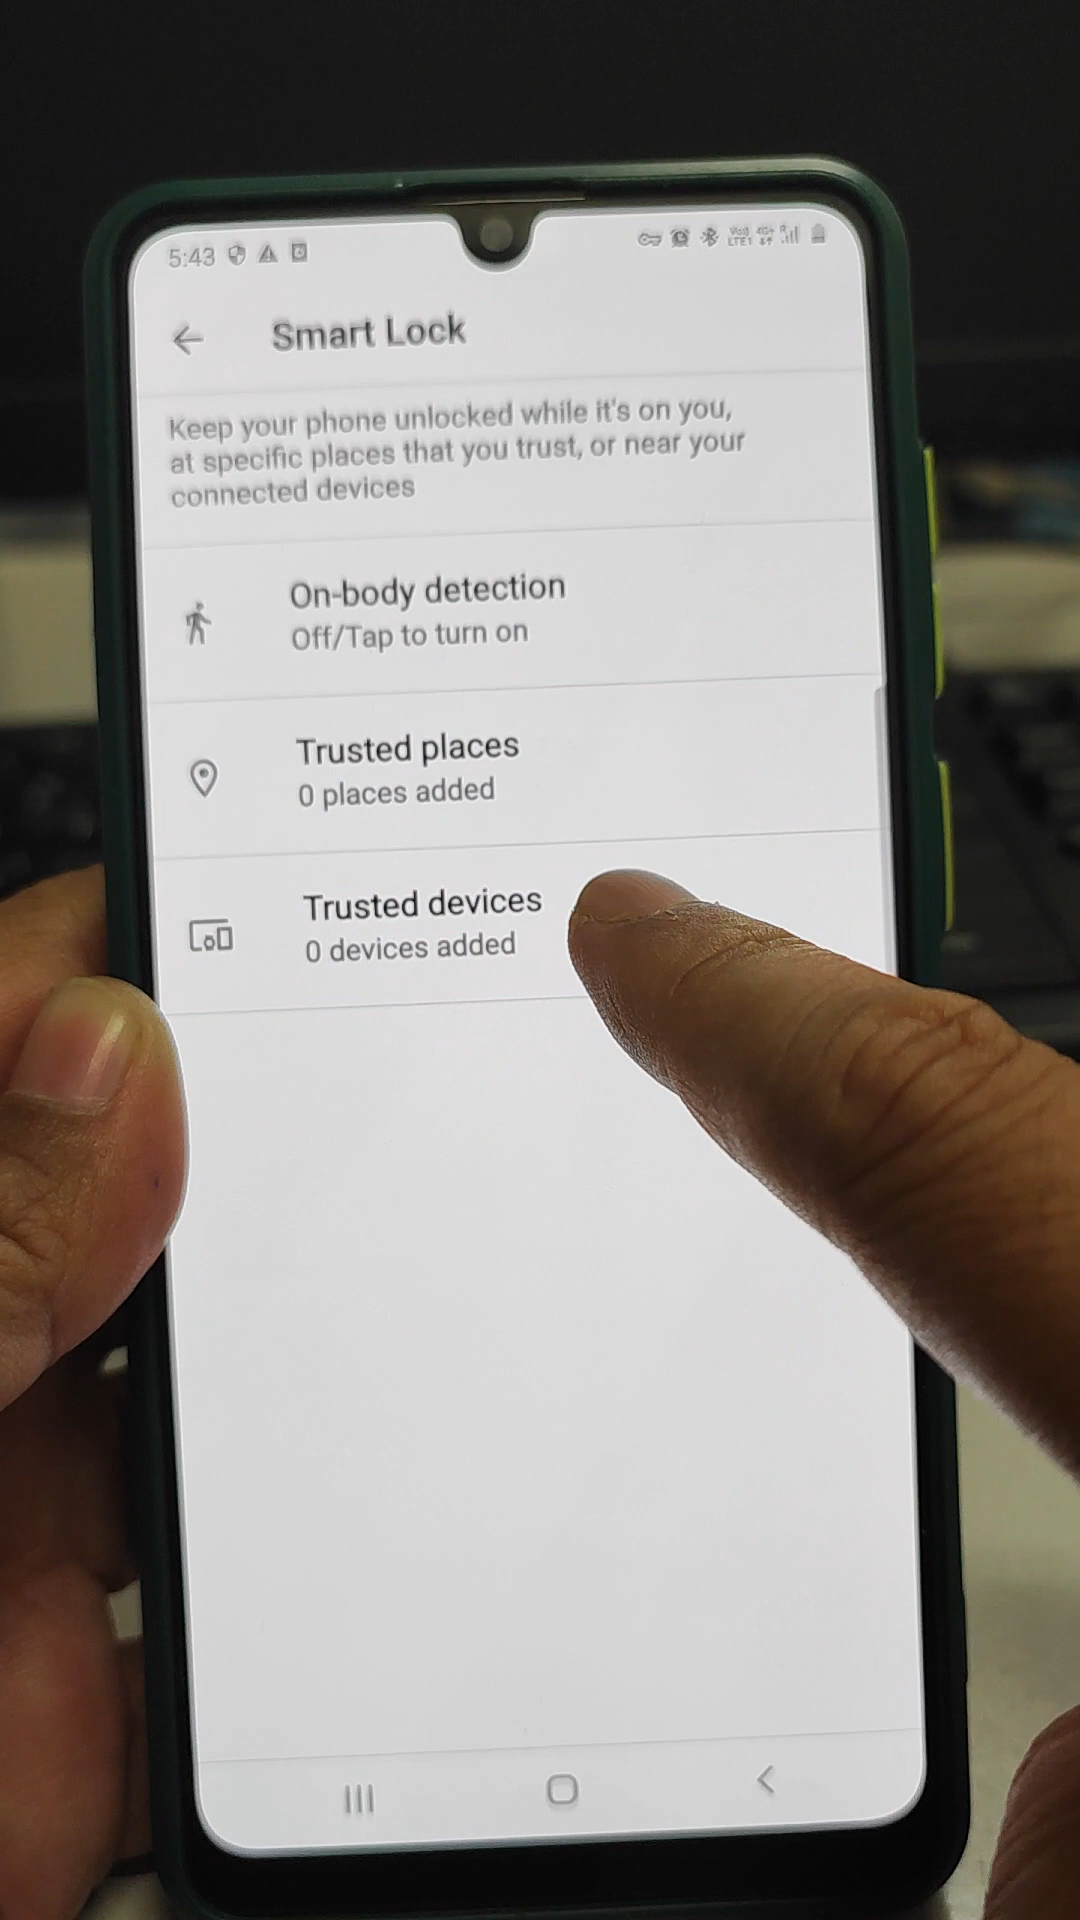 5:43
Smart Lock
Keep your phone unlocked while it's on you,
at specific places that you trust, or near your
connected devices
On-body detection
Off/Tap to turn on
Trusted places
0 places added
Trusted devices
0 devices added